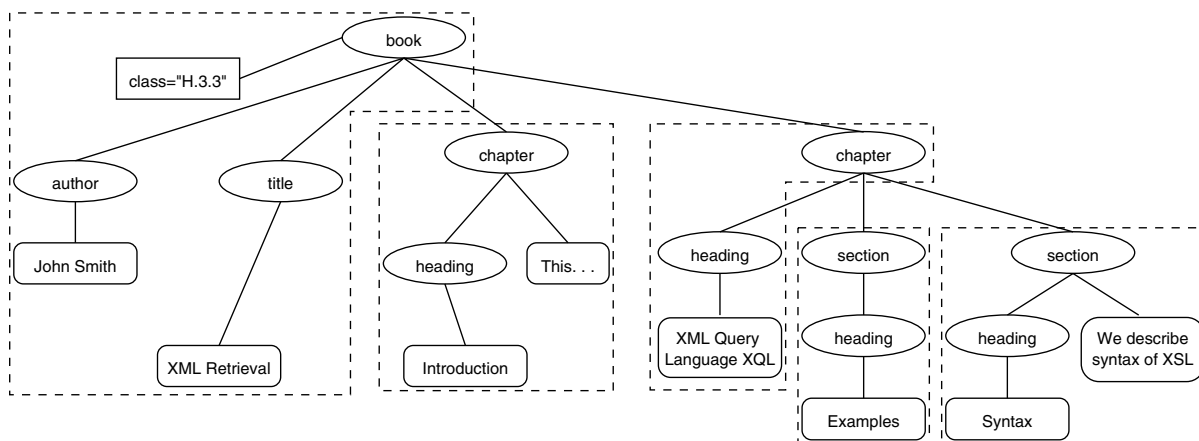 book
class="H.3.3"
chapter
chapter
author
title
John Smith
heading
This. . .
heading
section
section
XML Retrieval
Introduction
XML Query
Language XQL
heading
heading
We describe
syntax of XSL
Examples
Syntax